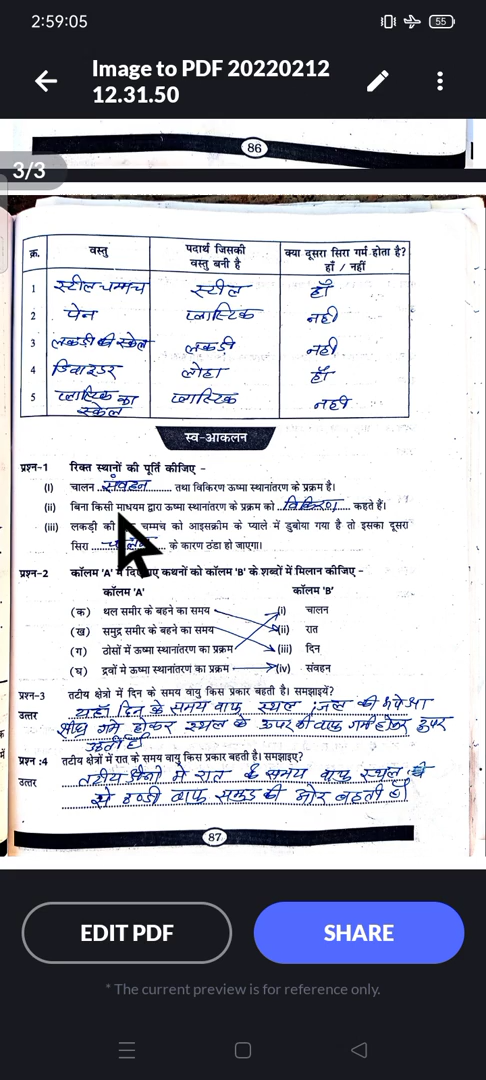 2:59:05
55
Image to PDF 20220212
12.31.50
86
3/3
क्र. वस्तु पदार्थ जिसकी वस्तु बनी है क्या दूसरा सिरा गर्म होता है? हाँ / नहीं
1 स्टील चम्मच स्टील हाँ
2 पेन प्लास्टिक नही
3 लकडी की स्केल लकड़ी नही
4 डिवाइडर लोहा हाँ
5 प्लास्टिक का स्केल प्लास्टिक नही
स्व-आकलन
प्रश्न-1 रिक्त स्थानों की पूर्ति कीजिए -
(i) चालन संवहन तथा विकिरण ऊष्मा स्थानांतरण के प्रक्रम है।
(ii) बिना किसी माध्यम द्वारा ऊष्मा स्थानांतरण के प्रक्रम को विकिरण कहते हैं।
(iii) लकड़ी की चम्मच को आइसक्रीम के प्याले में डुबोया गया है तो इसका दूसरा
सिरा के कारण ठंडा हो जाएगा।
प्रश्न-2 कॉलम 'A' में दिए गए कथनों को कॉलम 'B' के शब्दों में मिलान कीजिए -
कॉलम 'A' कॉलम 'B'
(क) थल समीर के बहने का समय (i) चालन
(ख) समुद्र समीर के बहने का समय (ii) रात
(ग) ठोसों में ऊष्मा स्थानांतरण का प्रक्रम (iii) दिन
(घ) द्रवों में ऊष्मा स्थानांतरण का प्रक्रम (iv) संवहन
प्रश्न-3 तटीय क्षेत्रो में दिन के समय वायु किस प्रकार बहती है। समझाइयें?
उत्तर यहाँ दिन के समय वायु स्थल जल की अपेक्षा
शीघ्र गर्म होकर स्थल के ऊपर की वायु गर्म होकर ऊपर
उठती है
प्रश्न :4 तटीय क्षेत्रों में रात के समय वायु किस प्रकार बहती है। समझाइए?
उत्तर तटीय क्षेत्रो मे रात के समय वायु स्थल
से ठण्डी वायु समुद्र की ओर बहती है।
87
EDIT PDF
SHARE
* The current preview is for reference only.